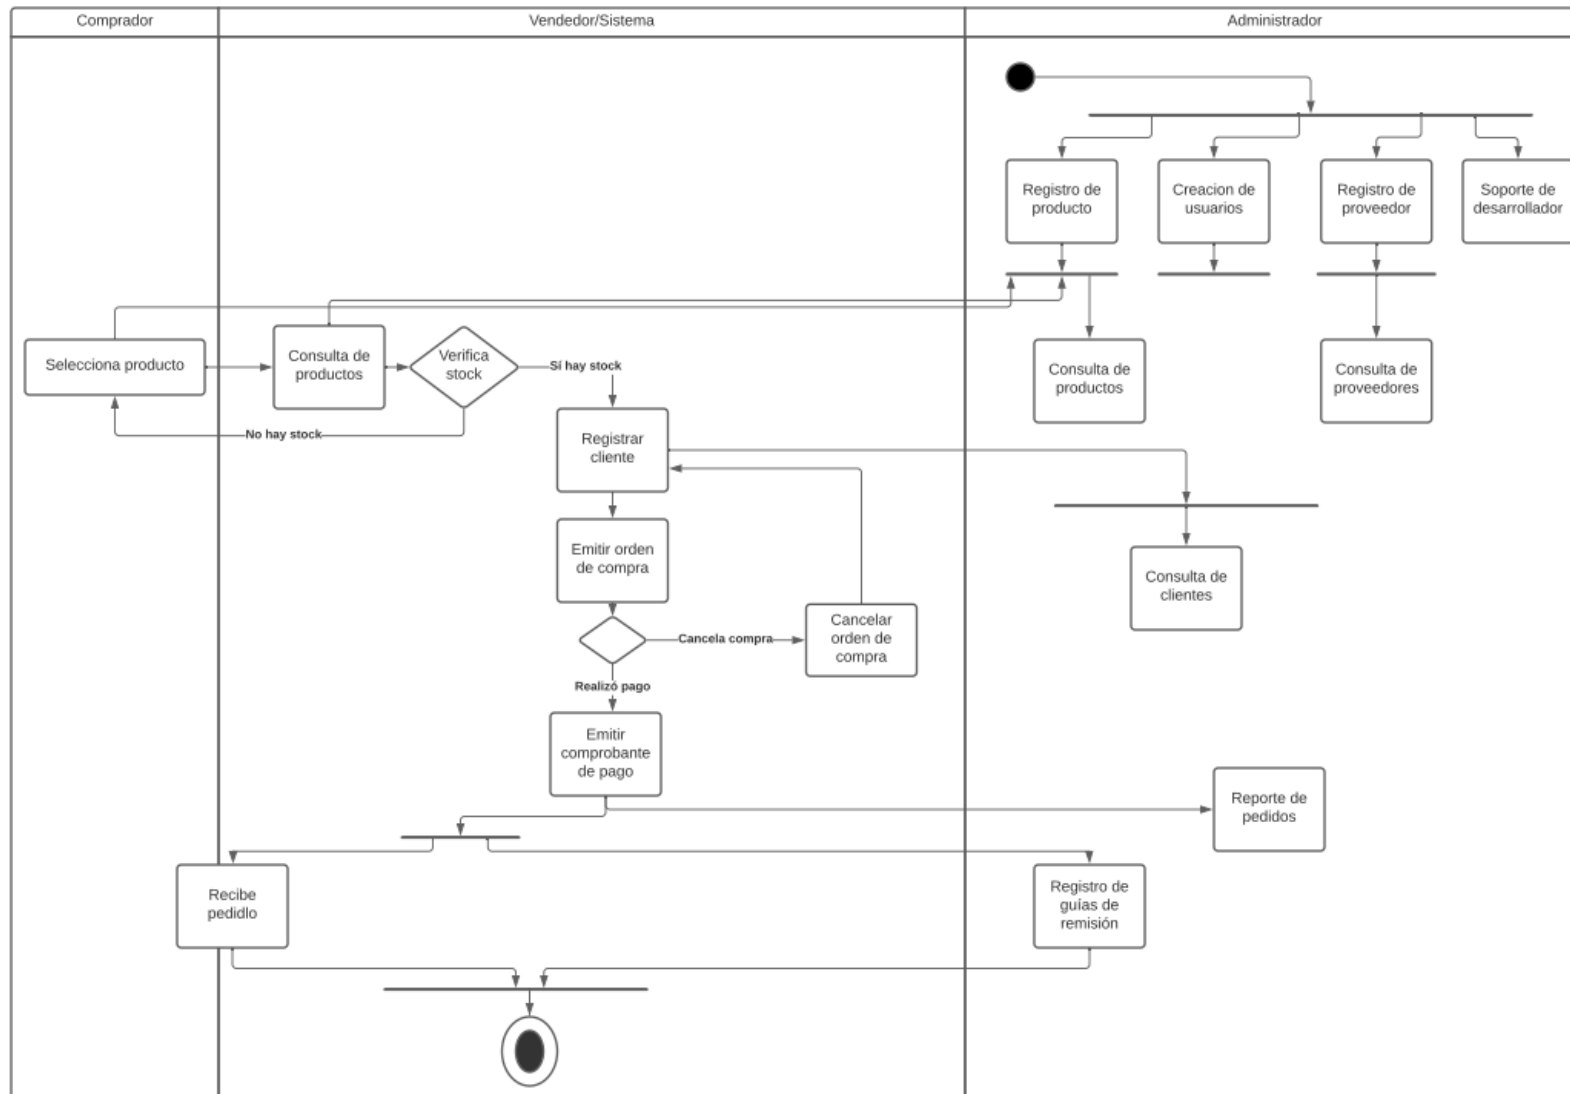 Comprador
Vendedor/Sistema
Administrador
Registro de
producto
Creacion de
usuarios
Registro de
proveedor
Soporte de
desarrollador
Selecciona producto
Consulta de
productos
Verifica
stock
Sí hay stock
No hay stock
Consulta de
productos
Consulta de
proveedores
Registrar
cliente
Emitir orden
de compra
Cancela compra
Cancelar
orden de
compra
Consulta de
clientes
Realizó pago
Emitir
comprobante
de pago
Reporte de
pedidos
Recibe
pedidlo
Registro de
guías de
remisión